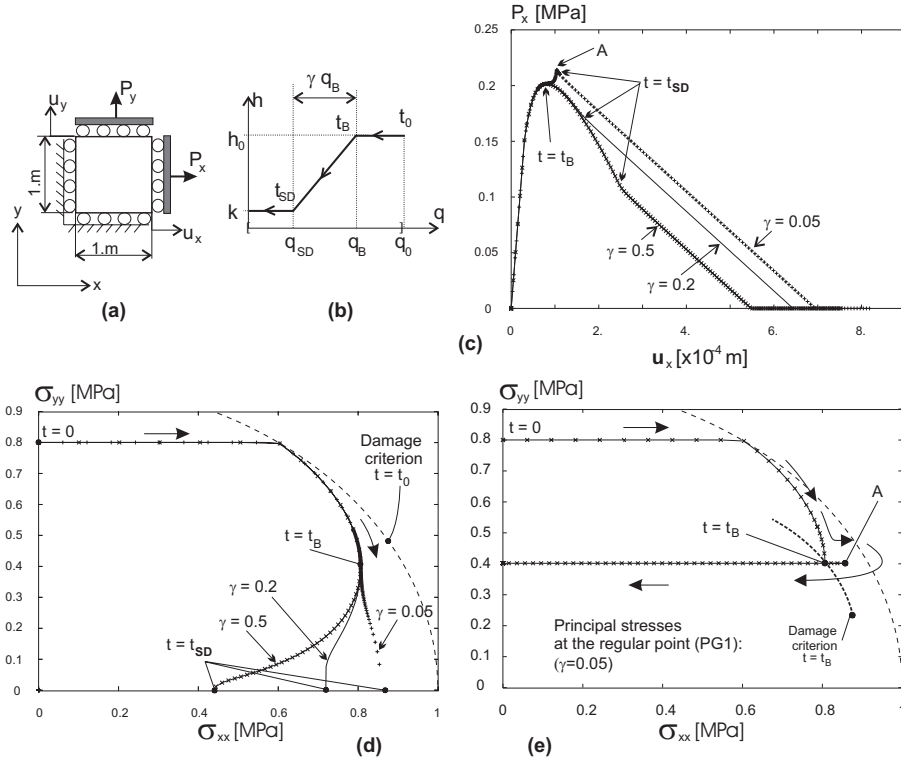 u_y
P_y
1.m
P_x
u_x
1.m
y
x
(a)
γ q_B
h
h_0
t_B
t_0
t_SD
k
q
q_SD
q_B
q_0
(b)
P_x [MPa]
0.25
0.2
0.15
0.1
0.05
0
A
t = t_SD
t = t_B
γ = 0.05
γ = 0.5
γ = 0.2
0
2.
4.
6.
8.
u_x [x10^-4 m]
(c)
σ_yy [MPa]
0.9
0.8
0.7
0.6
0.5
0.4
0.3
0.2
0.1
0
t = 0
Damage
criterion
t = t_0
t = t_B
γ = 0.2
γ = 0.5
γ = 0.05
t = t_SD
0
0.2
0.4
0.6
0.8
1
σ_xx [MPa]
(d)
σ_yy [MPa]
0.9
0.8
0.7
0.6
0.5
0.4
0.3
0.2
0.1
0
t = 0
A
t = t_B
Principal stresses
at the regular point (PG1):
(γ=0.05)
Damage
criterion
t = t_B
0
0.2
0.4
0.6
0.8
1
σ_xx [MPa]
(e)